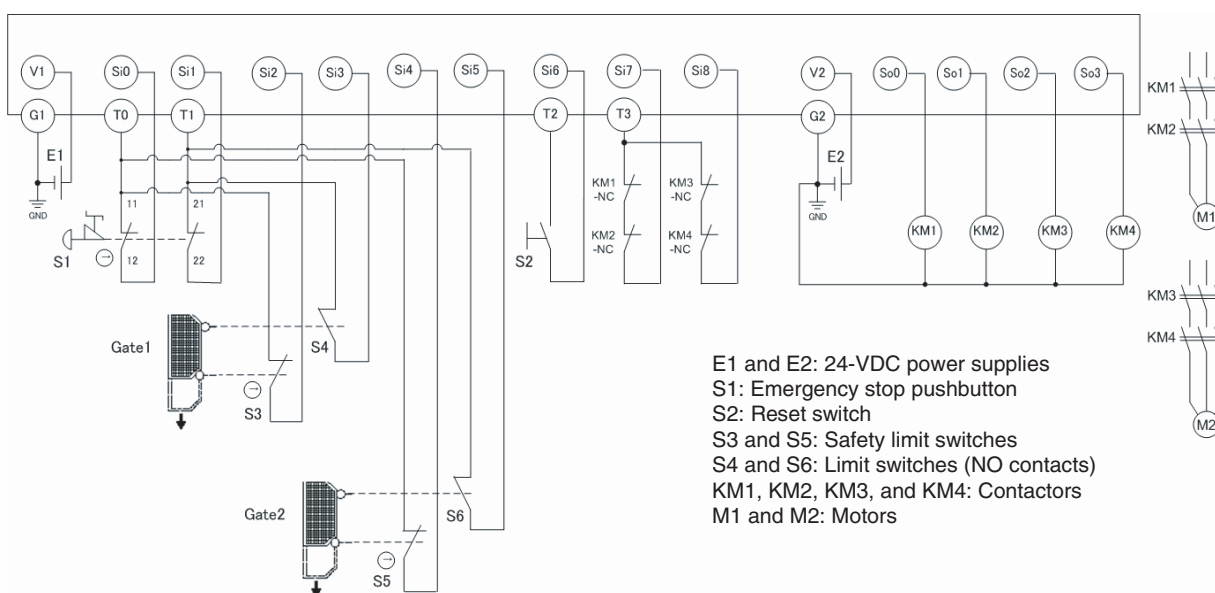 V1 Si0 Si1 Si2 Si3 Si4 Si5 Si6 Si7 Si8 V2 So0 So1 So2 So3
G1 T0 T1 T2 T3 G2
KM1
KM2
M1
E1
GND
11 21
12 22
S1
S2
KM1
-NC
KM3
-NC
KM2
-NC
KM4
-NC
E2
GND
KM1 KM2 KM3 KM4
KM3
KM4
M2
Gate1
S4
S3
Gate2
S6
S5
E1 and E2: 24-VDC power supplies
S1: Emergency stop pushbutton
S2: Reset switch
S3 and S5: Safety limit switches
S4 and S6: Limit switches (NO contacts)
KM1, KM2, KM3, and KM4: Contactors
M1 and M2: Motors